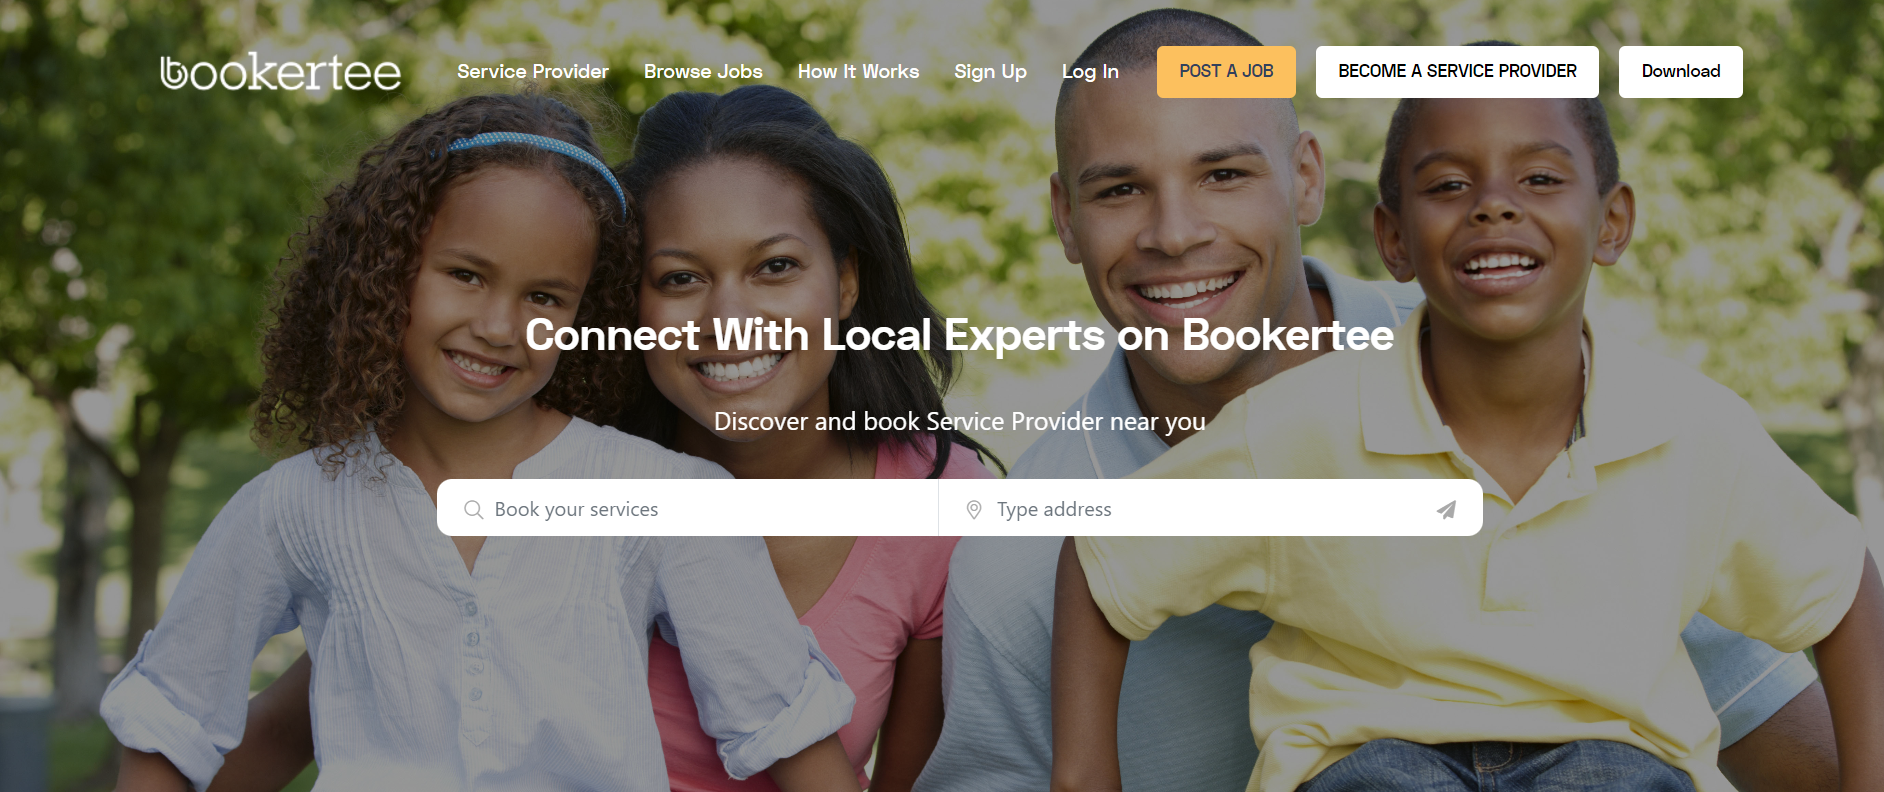 bookertee
Service Provider
Browse Jobs
How It Works
Sign Up
Log In
POST A JOB
BECOME A SERVICE PROVIDER
Download
Connect With Local Experts on Bookertee
Discover and book Service Provider near you
Book your services
Type address